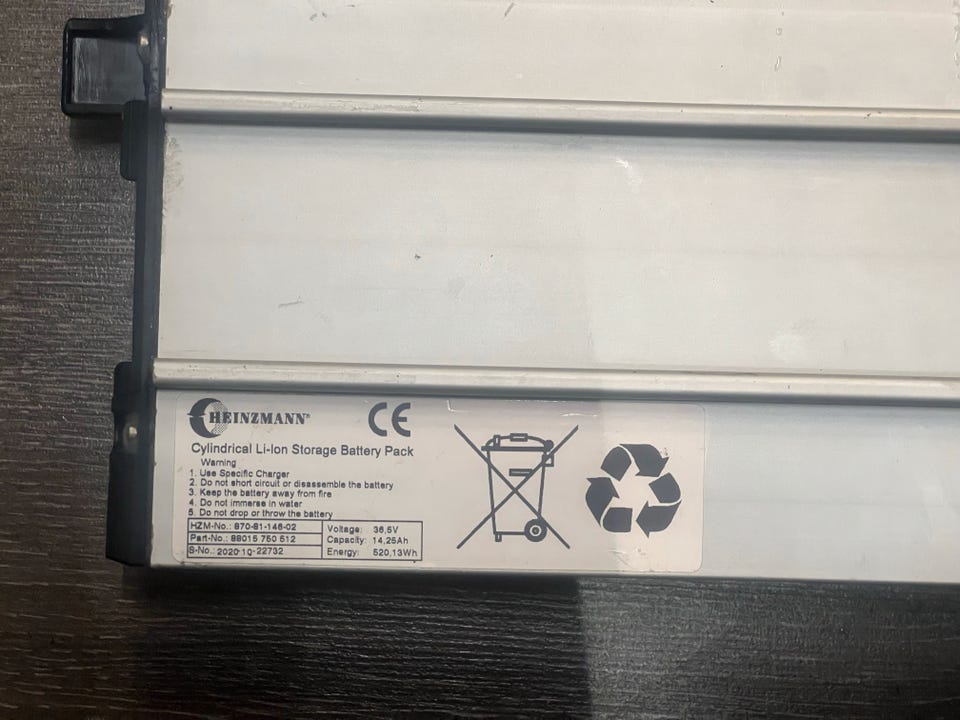 HEINZMANN®
CE
Cylindrical Li-Ion Storage Battery Pack
Warning
1. Use Specific Charger
2. Do not short circuit or disassemble the battery
3. Keep the battery away from fire
4. Do not immerse in water
5. Do not drop or throw the battery
HZM-No.: 870-81-146-02
Part-No.: 88015 750 512
S-No.: 2020-10-22732
Voltage: 36,5V
Capacity: 14,25Ah
Energy: 520,13Wh